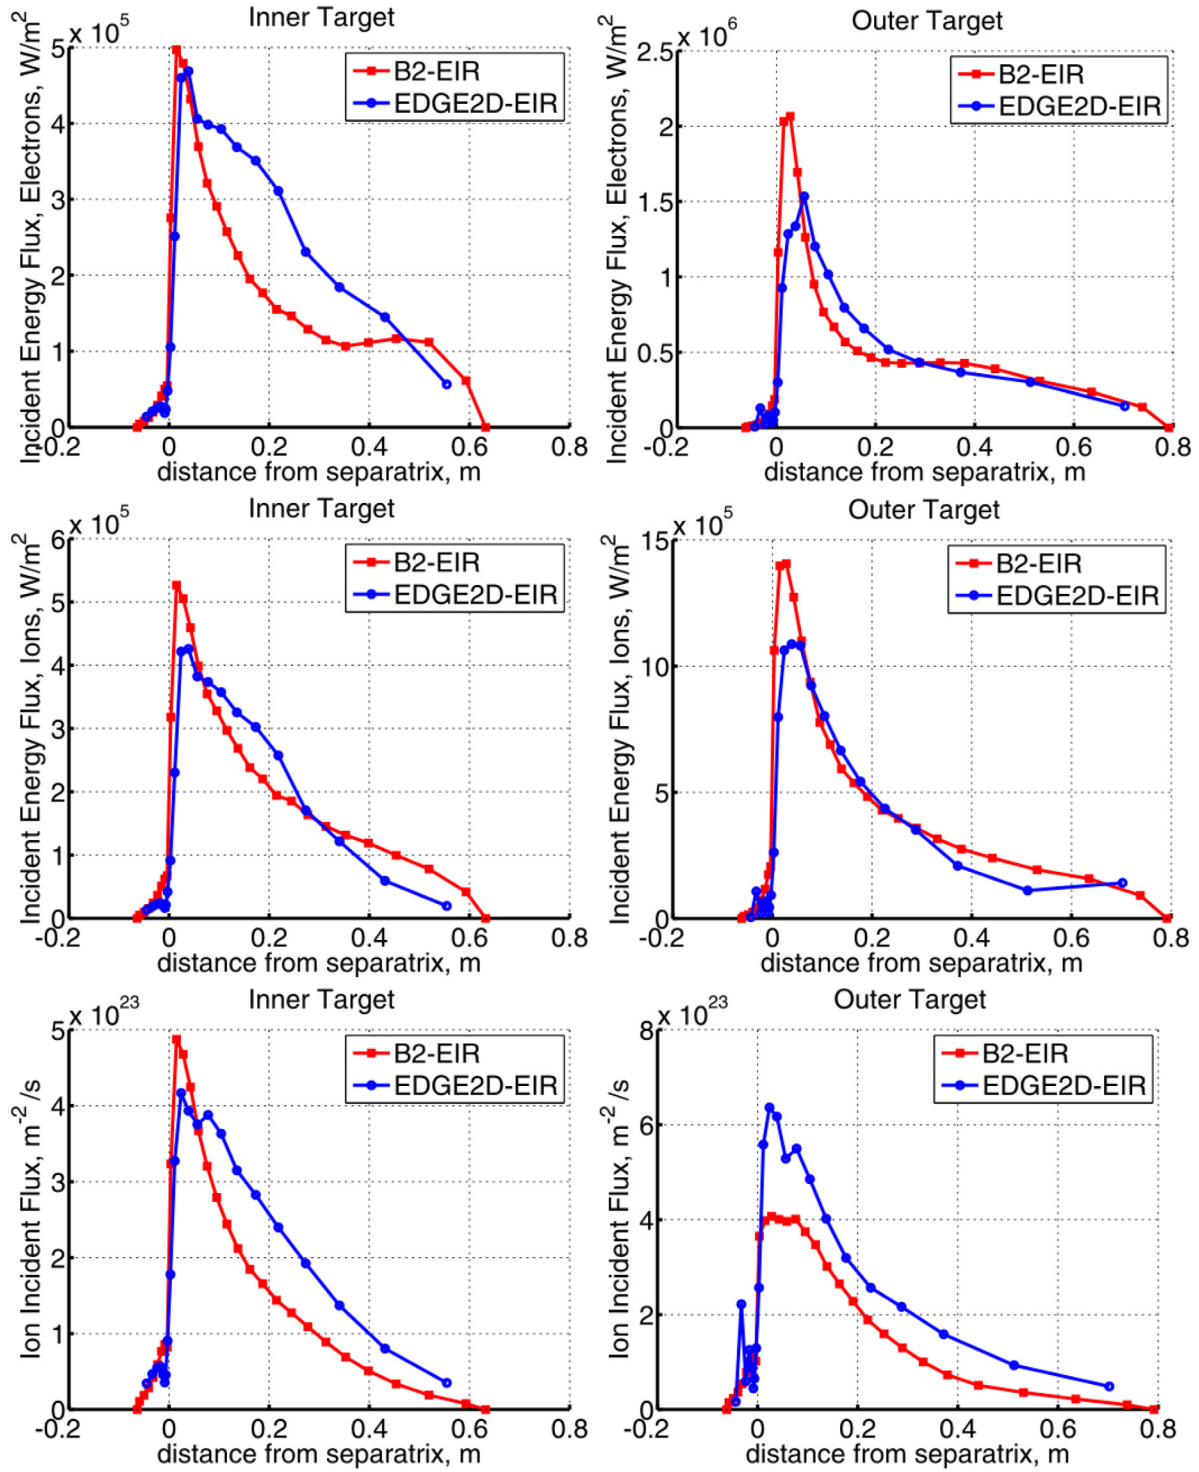 Inner Target
5 x 10^5
B2-EIR
EDGE2D-EIR
4
3
2
1
0
-0.2 0 0.2 0.4 0.6 0.8
Incident Energy Flux, Electrons, W/m^2
distance from separatrix, m
Outer Target
2.5 x 10^6
B2-EIR
EDGE2D-EIR
2
1.5
1
0.5
0
-0.2 0 0.2 0.4 0.6 0.8
Incident Energy Flux, Electrons, W/m^2
distance from separatrix, m
Inner Target
6 x 10^5
B2-EIR
EDGE2D-EIR
5
4
3
2
1
0
-0.2 0 0.2 0.4 0.6 0.8
Incident Energy Flux, Ions, W/m^2
distance from separatrix, m
Outer Target
15 x 10^5
B2-EIR
EDGE2D-EIR
10
5
0
-0.2 0 0.2 0.4 0.6 0.8
Incident Energy Flux, Ions, W/m^2
distance from separatrix, m
Inner Target
5 x 10^23
B2-EIR
EDGE2D-EIR
4
3
2
1
0
-0.2 0 0.2 0.4 0.6 0.8
Ion Incident Flux, m^-2 /s
distance from separatrix, m
Outer Target
8 x 10^23
B2-EIR
EDGE2D-EIR
6
4
2
0
-0.2 0 0.2 0.4 0.6 0.8
Ion Incident Flux, m^-2 /s
distance from separatrix, m